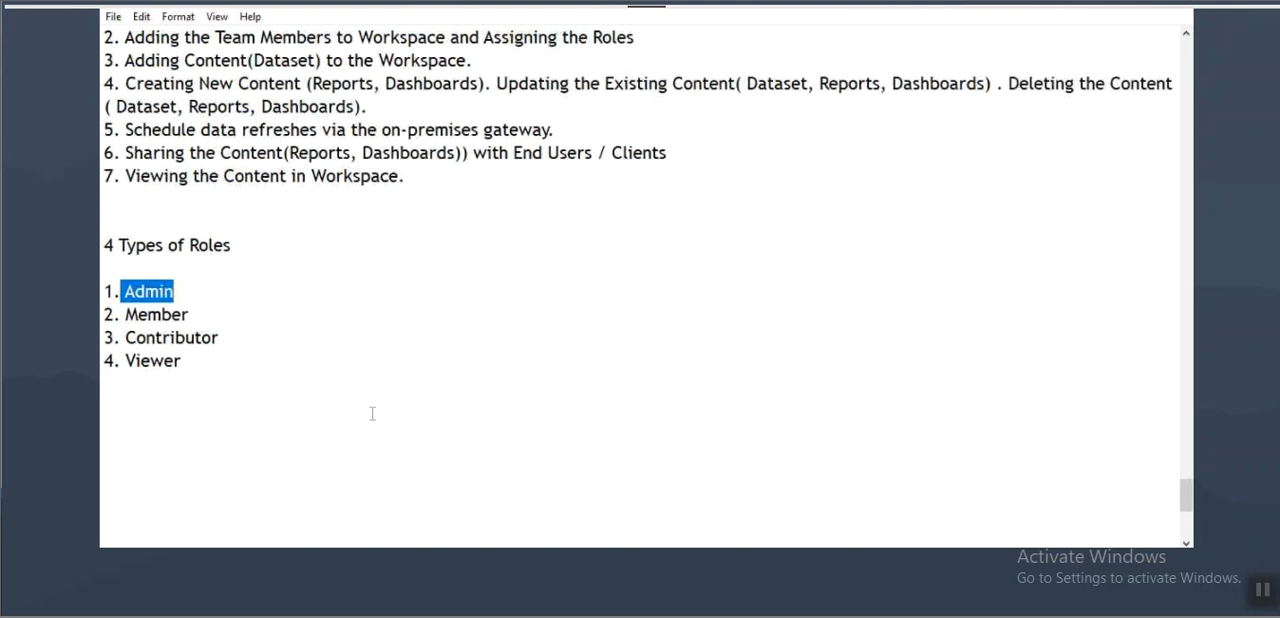 File Edit Format View Help
2. Adding the Team Members to Workspace and Assigning the Roles
3. Adding Content(Dataset) to the Workspace.
4. Creating New Content (Reports, Dashboards). Updating the Existing Content( Dataset, Reports, Dashboards) . Deleting the Content
( Dataset, Reports, Dashboards).
5. Schedule data refreshes via the on-premises gateway.
6. Sharing the Content(Reports, Dashboards)) with End Users / Clients
7. Viewing the Content in Workspace.
4 Types of Roles
1. Admin
2. Member
3. Contributor
4. Viewer
Activate Windows
Go to Settings to activate Windows.